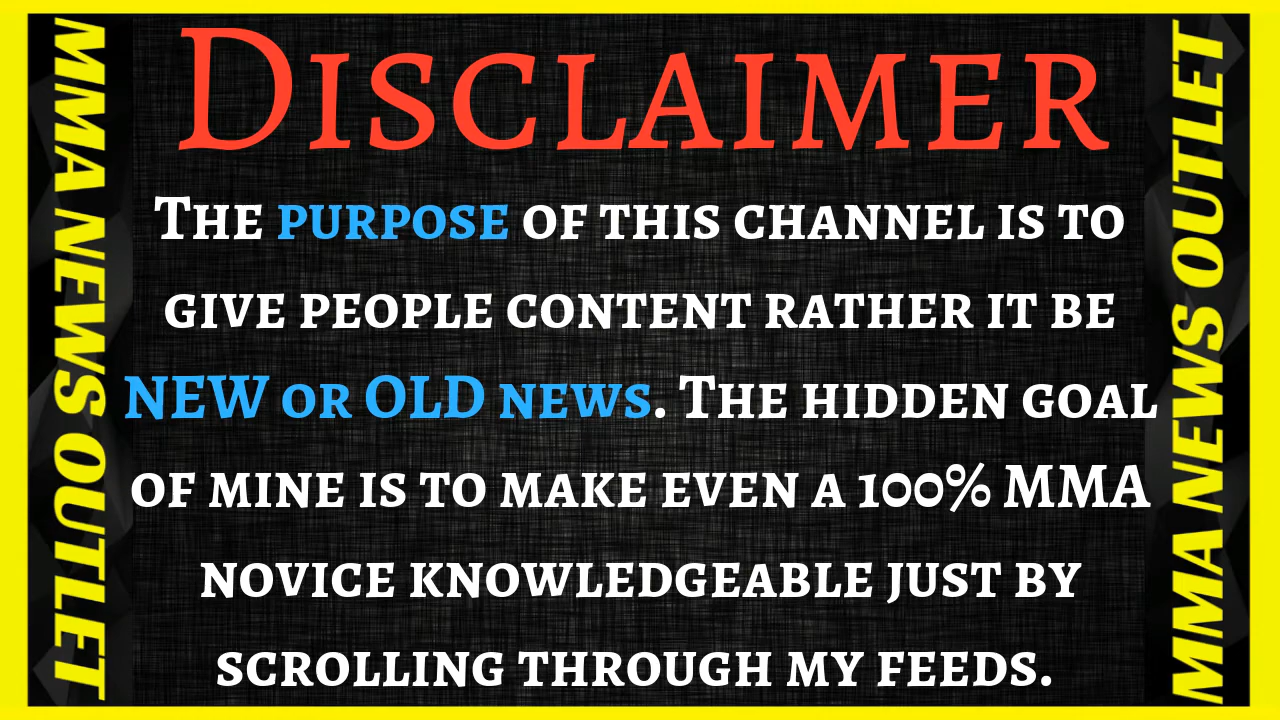 Disclaimer
The purpose of this channel is to
give people content rather it be
NEW or OLD news. The hidden goal
of mine is to make even a 100% MMA
novice knowledgeable just by
scrolling through my feeds.
MMA NEWS OUTLET
MMA NEWS OUTLET